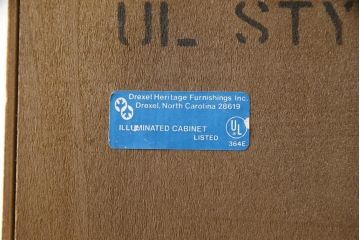 UL STY
Drexel Heritage Furnishings Inc.
Drexel, North Carolina 28619
ILLUMINATED CABINET
LISTED
UL
364E